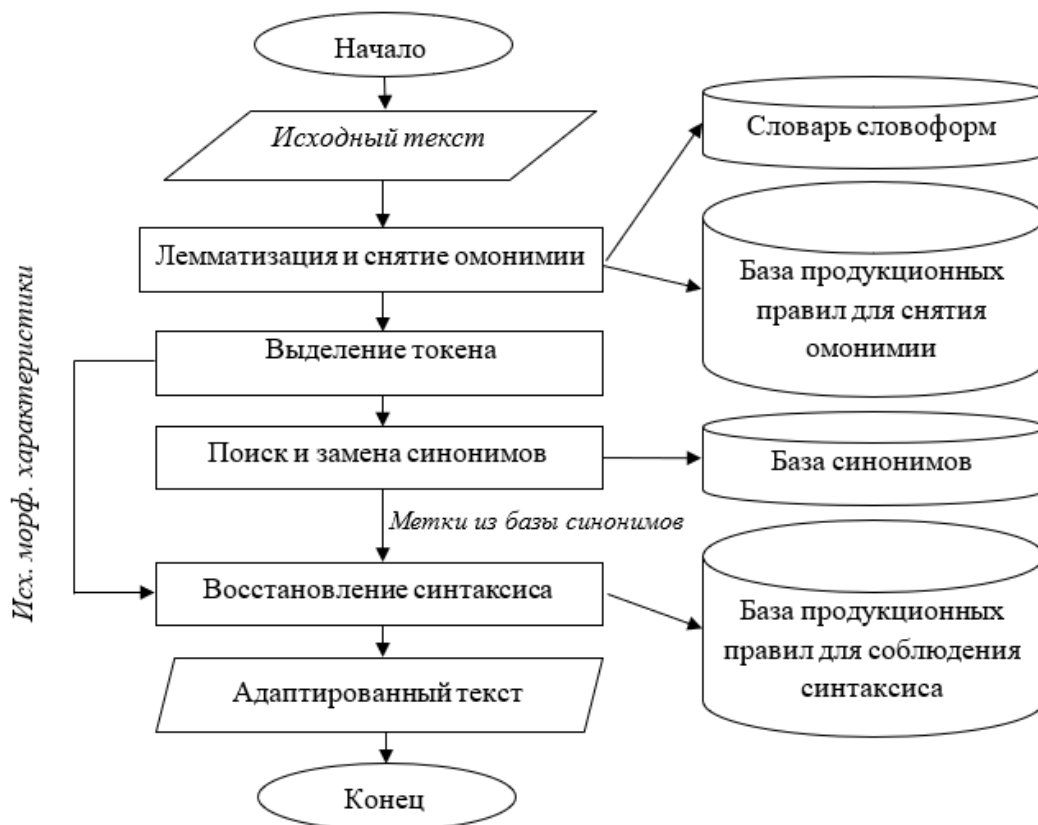 Начало
Исходный текст
Словарь словоформ
Лемматизация и снятие омонимии
База продукционных
правил для снятия
омонимии
Исх. морф. характеристики
Выделение токена
Поиск и замена синонимов
База синонимов
Метки из базы синонимов
Восстановление синтаксиса
База продукционных
правил для соблюдения
синтаксиса
Адаптированный текст
Конец